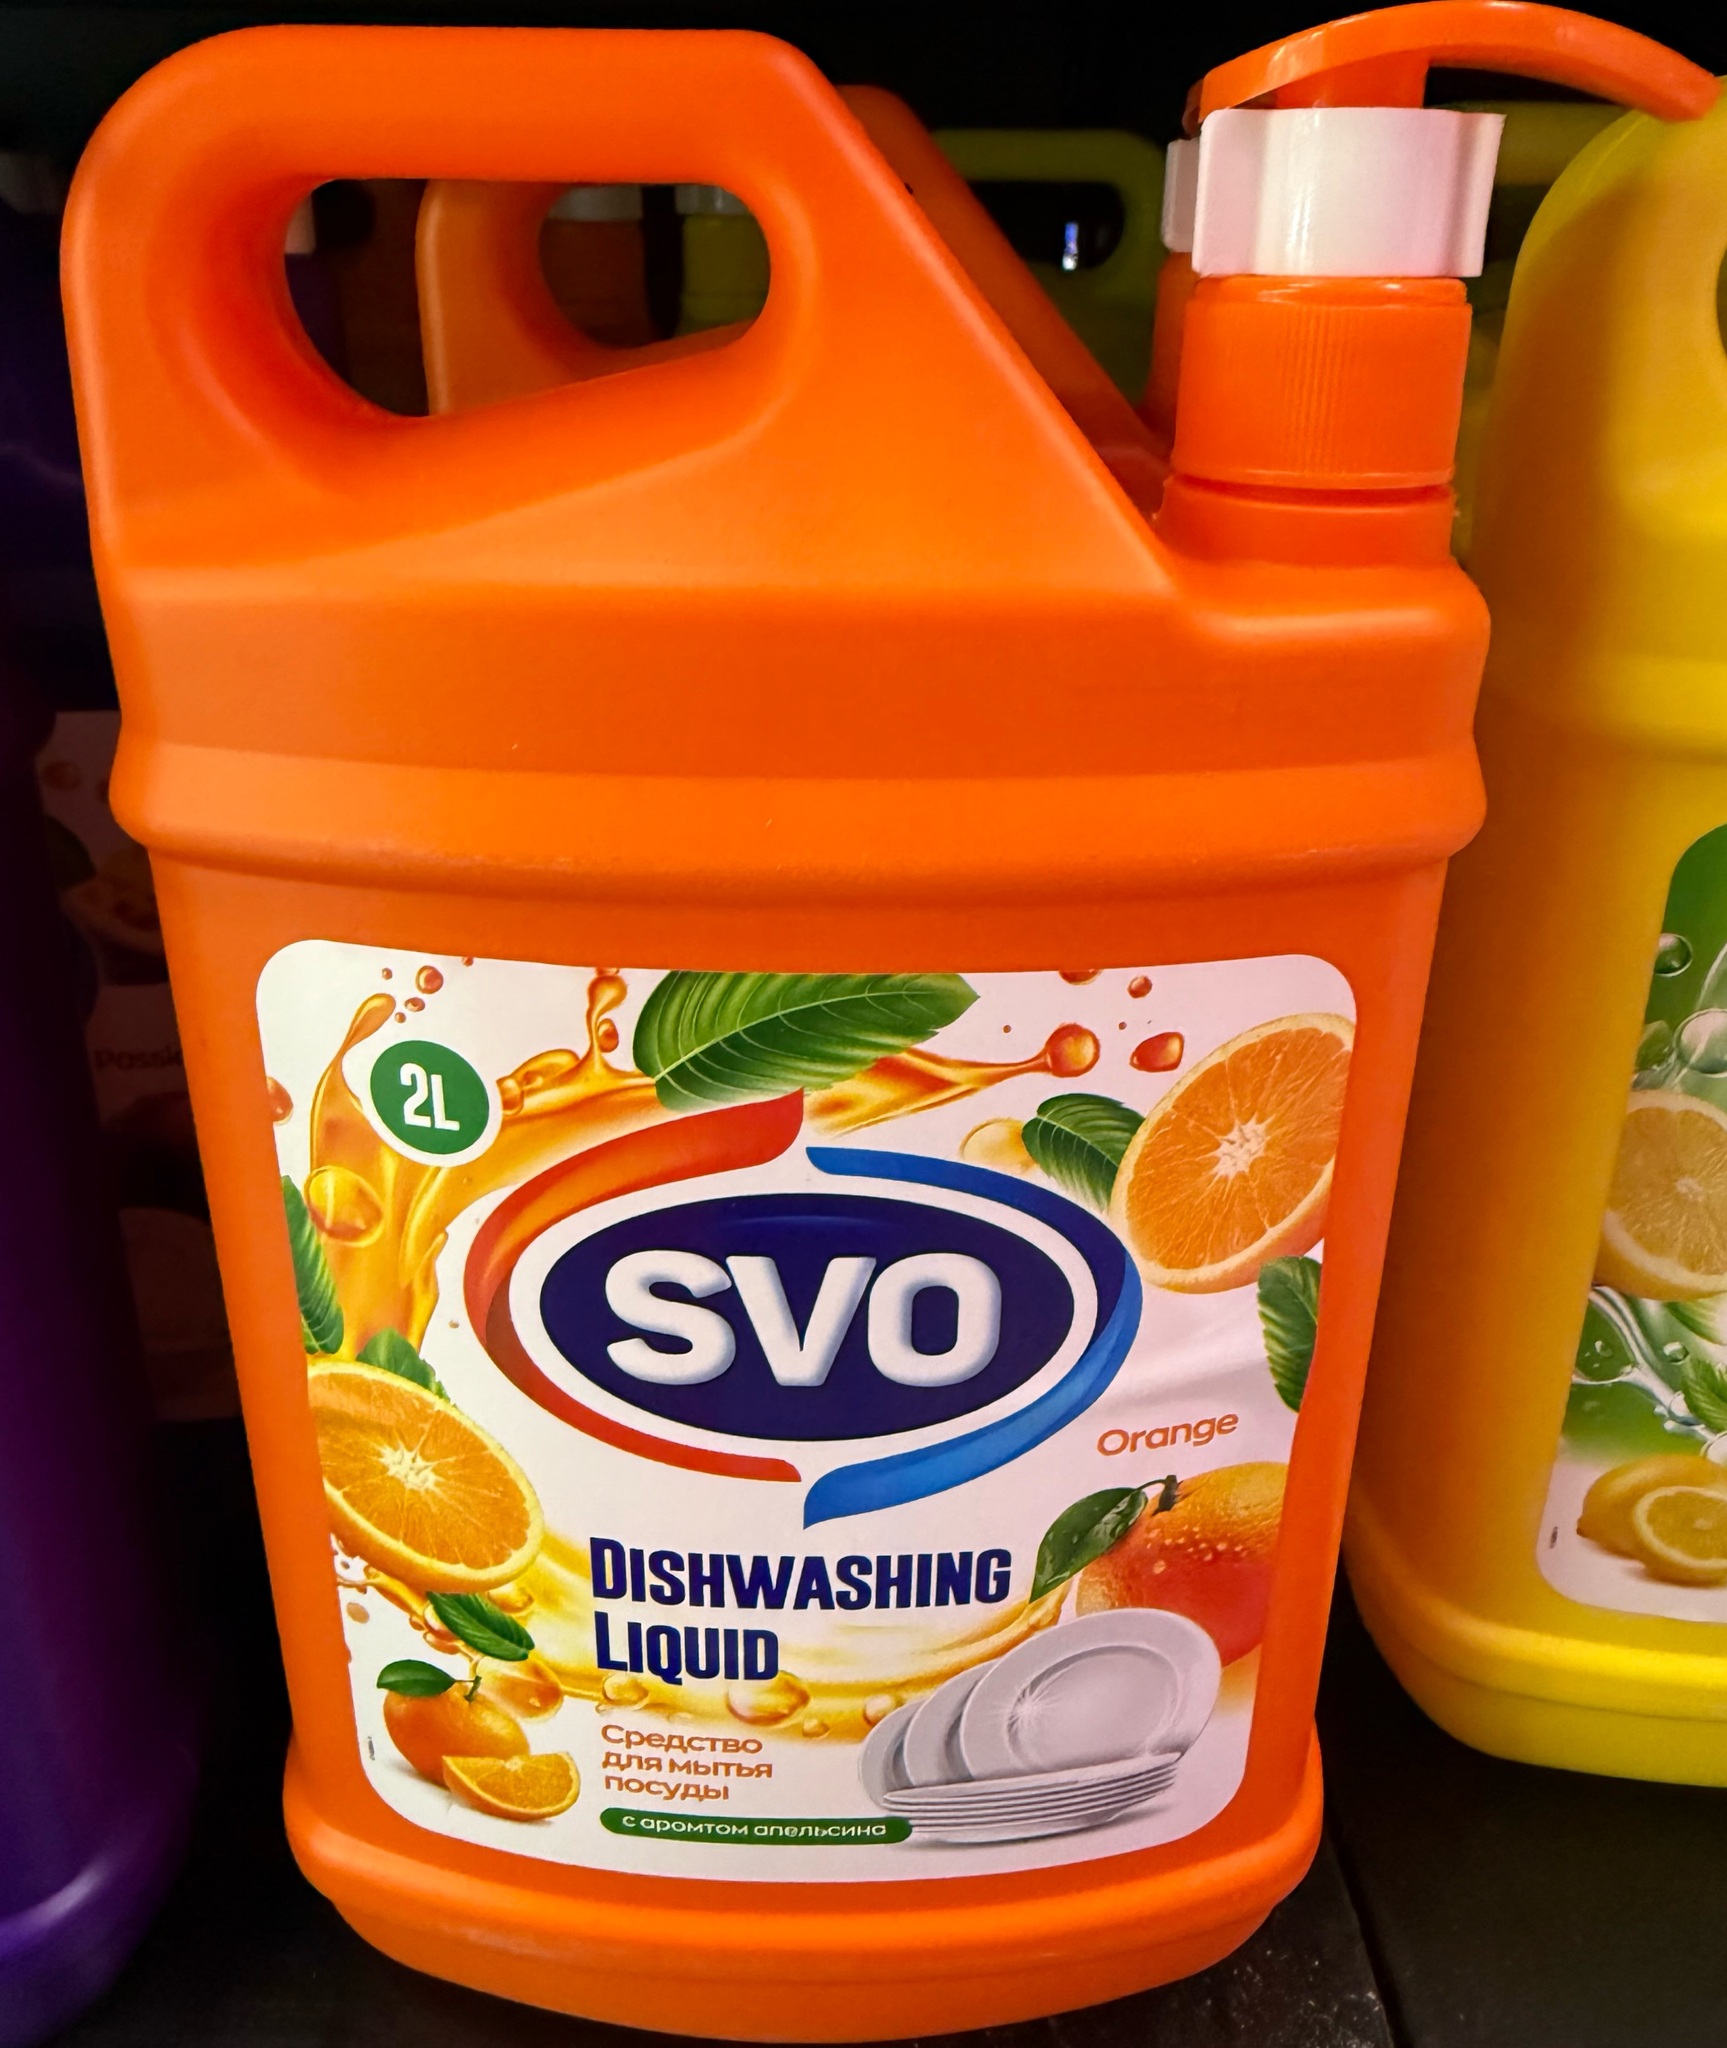 2L
SVO
Orange
DISHWASHING
LIQUID
Средство
для мытья
посуды
с аромтом апельсина